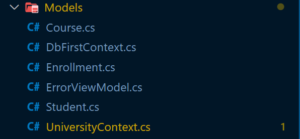 Models
C# Course.cs
C# DbFirstContext.cs
C# Enrollment.cs
C# ErrorViewModel.cs
C# Student.cs
C# UniversityContext.cs 1